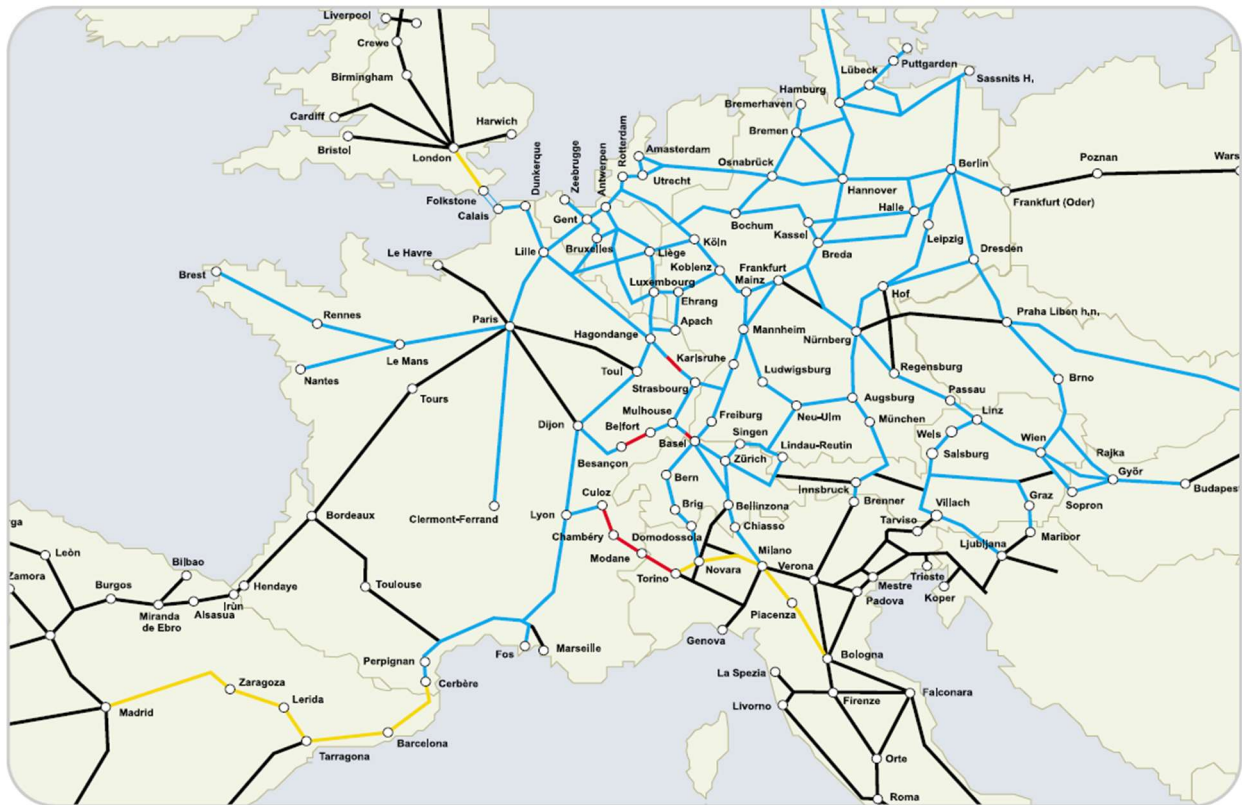 Liverpool
Crewe
Birmingham
Cardiff
Bristol
Harwich
London
Folkstone
Calais
Dunkerque
Zeebrugge
Antwerpen
Rotterdam
Amasterdam
Utrecht
Osnabrück
Bremerhaven
Hamburg
Bremen
Lübeck
Puttgarden
Sassnits H,
Berlin
Poznan
Wars
Frankfurt (Oder)
Hannover
Halle
Leipzig
Dresden
Bochum
Kassel
Breda
Gent
Bruxelles
Lille
Liège
Köln
Koblenz
Frankfurt
Mainz
Luxembourg
Ehrang
Apach
Hof
Praha Liben h,n,
Le Havre
Brest
Rennes
Paris
Le Mans
Nantes
Tours
Hagondange
Toul
Karlsruhe
Strasbourg
Mannheim
Ludwigsburg
Nürnberg
Regensburg
Brno
Passau
Linz
Augsburg
München
Neu-Ulm
Mulhouse
Belfort
Freiburg
Basel
Singen
Lindau-Reutin
Zürich
Dijon
Besançon
Wels
Salsburg
Wien
Rajka
Györ
Budapes
Sopron
Graz
Maribor
Bern
Brig
Innsbruck
Brenner
Villach
Tarviso
Ljubljana
Clermont-Ferrand
Lyon
Culoz
Chambéry
Modane
Torino
Domodossola
Bellinzona
Chiasso
Milano
Novara
Verona
Mestre
Padova
Trieste
Koper
Piacenza
Genova
Bologna
La Spezia
Livorno
Firenze
Falconara
Orte
Roma
Bordeaux
Toulouse
Hendaye
Irùn
Bilbao
Burgos
Miranda
de Ebro
Alsasua
Leòn
ga
Zamora
Perpignan
Cerbère
Fos
Marseille
Madrid
Zaragoza
Lerida
Tarragona
Barcelona